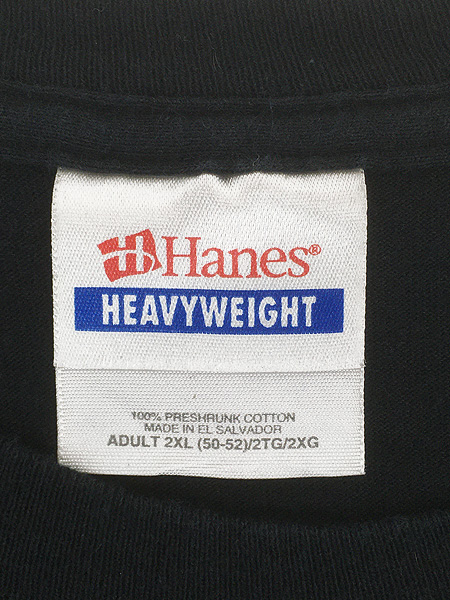 Hanes®
HEAVYWEIGHT
100% PRESHRUNK COTTON
MADE IN EL SALVADOR
ADULT 2XL (50-52)/2TG/2XG